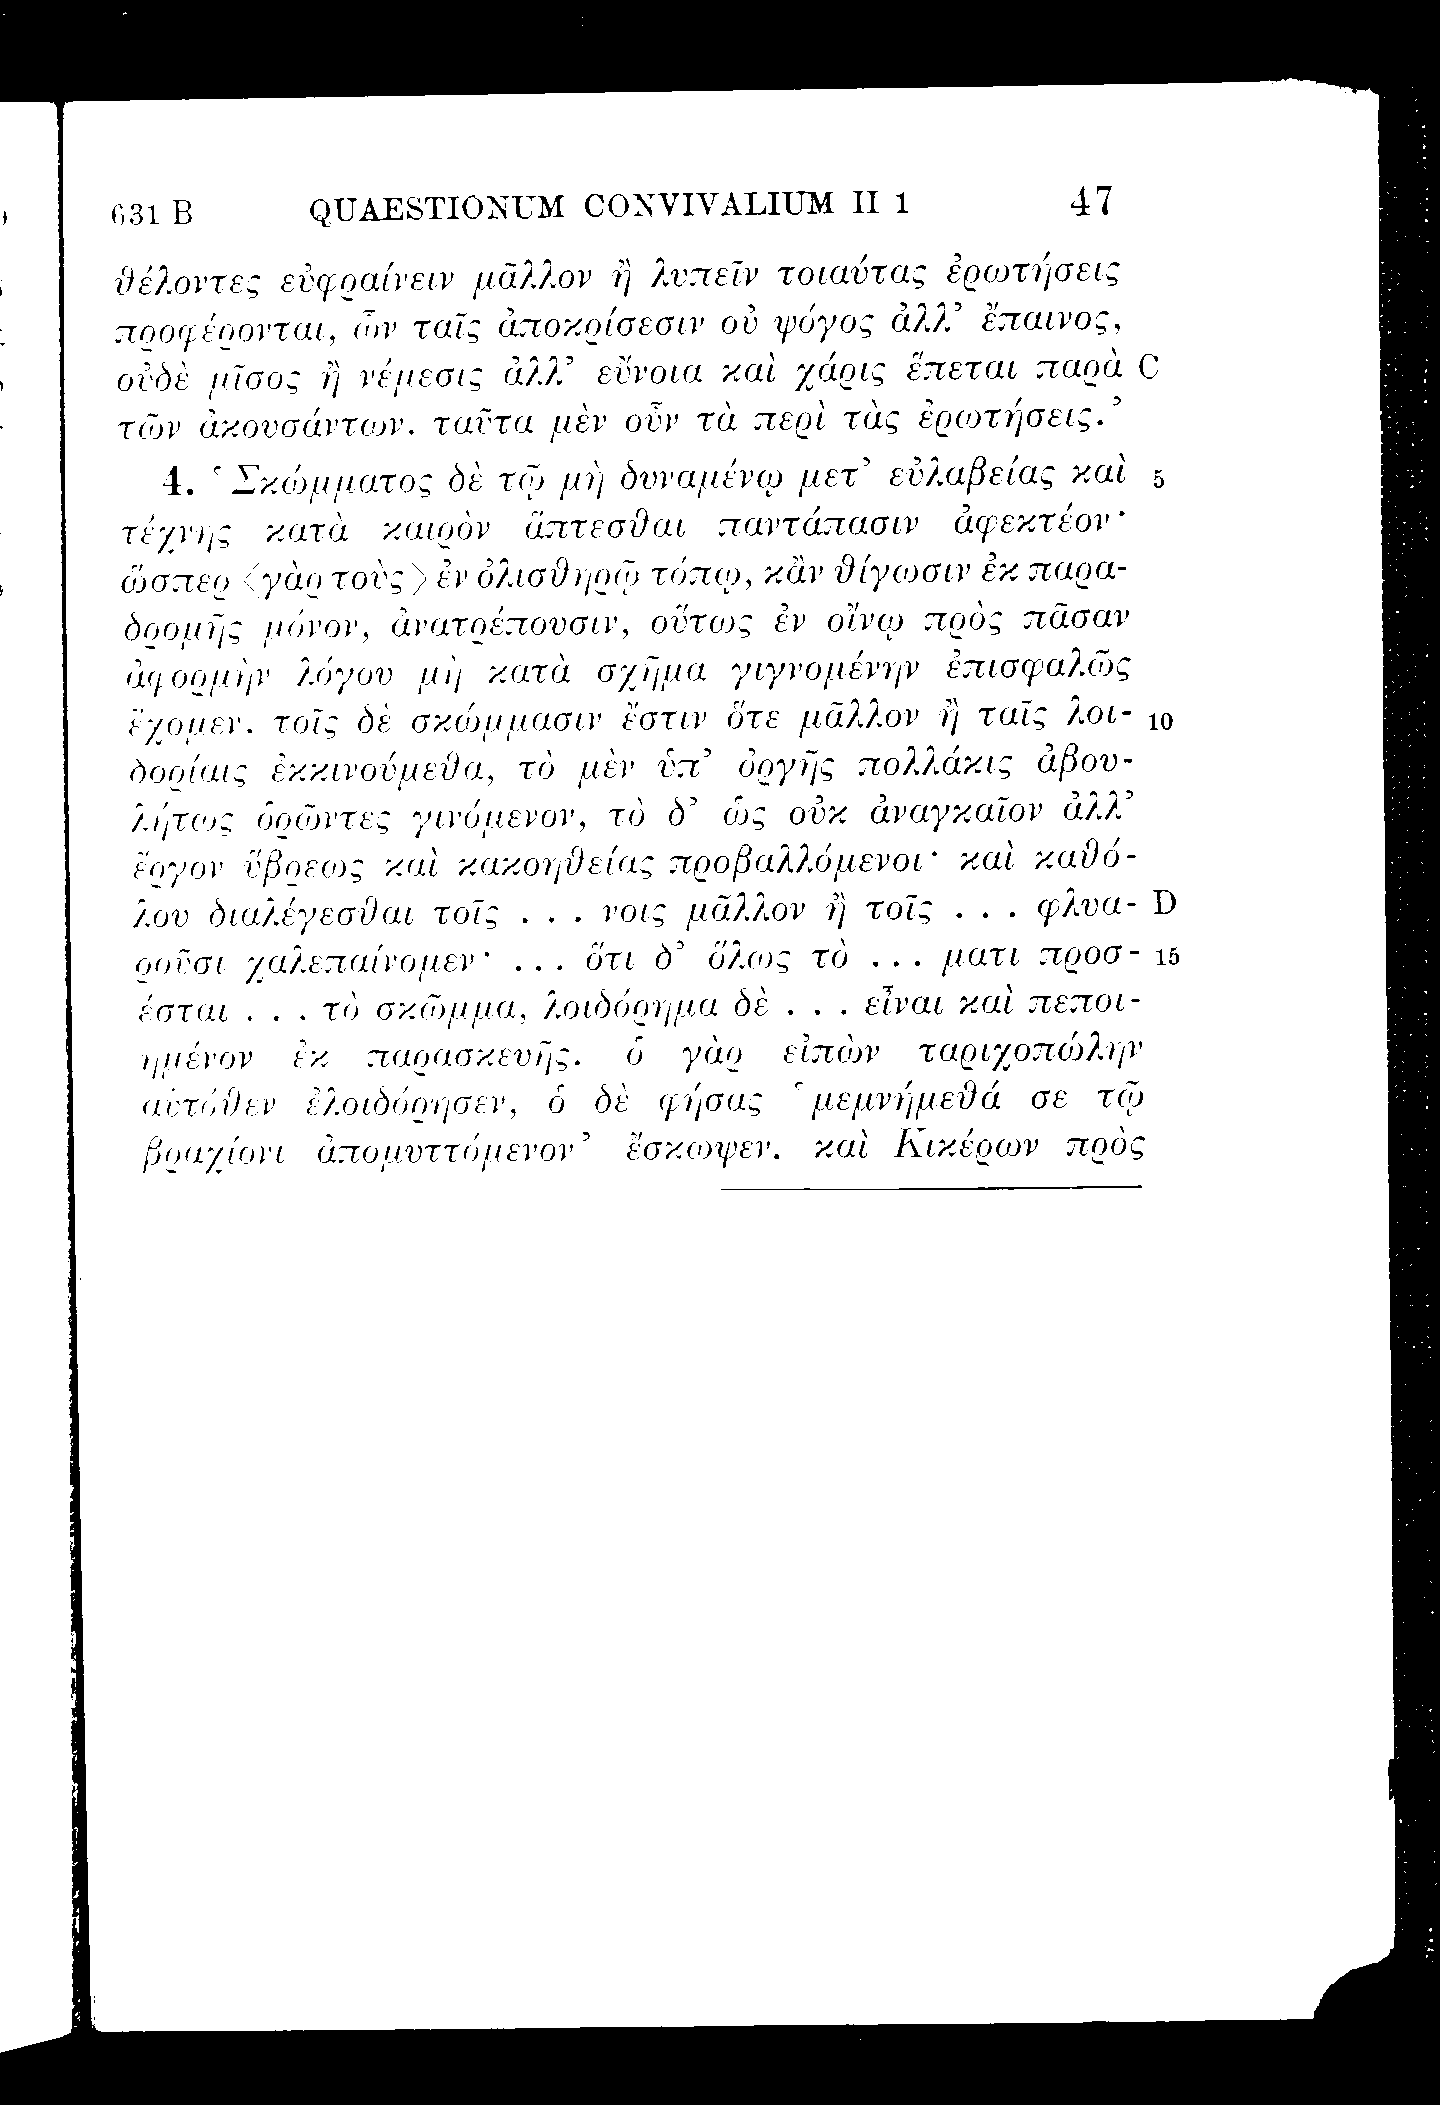 631 B QUAESTIONUM CONVIVALIUM II 1 47
θέλοντες εὐφραίνειν μᾶλλον ἢ λυπεῖν τοιαύτας ἐρωτήσεις
προφέρονται, ὧν ταῖς ἀποκρίσεσιν οὐ ψόγος ἀλλ’ ἔπαινος,
οὐδὲ μῖσος ἢ νέμεσις ἀλλ’ εὔνοια καὶ χάρις ἕπεται παρὰ C
τῶν ἀκουσάντων. ταῦτα μὲν οὖν τὰ περὶ τὰς ἐρωτήσεις.’
4. ‘Σκώμματος δὲ τῷ μὴ δυναμένῳ μετ’ εὐλαβείας καὶ 5
τέχνης κατὰ καιρὸν ἅπτεσθαι παντάπασιν ἀφεκτέον·
ὥσπερ 〈γὰρ τοὺς〉 ἐν ὀλισθηρῷ τόπῳ, κἂν θίγωσιν ἐκ παρα-
δρομῆς μόνον, ἀνατρέπουσιν, οὕτως ἐν οἴνῳ πρὸς πᾶσαν
ἀφορμὴν λόγου μὴ κατὰ σχῆμα γιγνομένην ἐπισφαλῶς
ἔχομεν. τοῖς δὲ σκώμμασιν ἔστιν ὅτε μᾶλλον ἢ ταῖς λοι- 10
δορίαις ἐκκινούμεθα, τὸ μὲν ὑπ’ ὀργῆς πολλάκις ἀβου-
λήτως ὁρῶντες γινόμενον, τὸ δ’ ὡς οὐκ ἀναγκαῖον ἀλλ’
ἔργον ὕβρεως καὶ κακοηθείας προβαλλόμενοι· καὶ καθό-
λου διαλέγεσθαι τοῖς . . . νοις μᾶλλον ἢ τοῖς . . . φλυα- D
ροῦσι χαλεπαίνομεν· . . . ὅτι δ’ ὅλως τὸ . . . ματι προσ- 15
έσται . . . τὸ σκῶμμα, λοιδόρημα δὲ . . . εἶναι καὶ πεποι-
ημένον ἐκ παρασκευῆς. ὁ γὰρ εἰπὼν ταριχοπώλην
αὐτόθεν ἐλοιδόρησεν, ὁ δὲ φήσας ‘μεμνήμεθά σε τῷ
βραχίονι ἀπομυττόμενον’ ἔσκωψεν. καὶ Κικέρων πρὸς